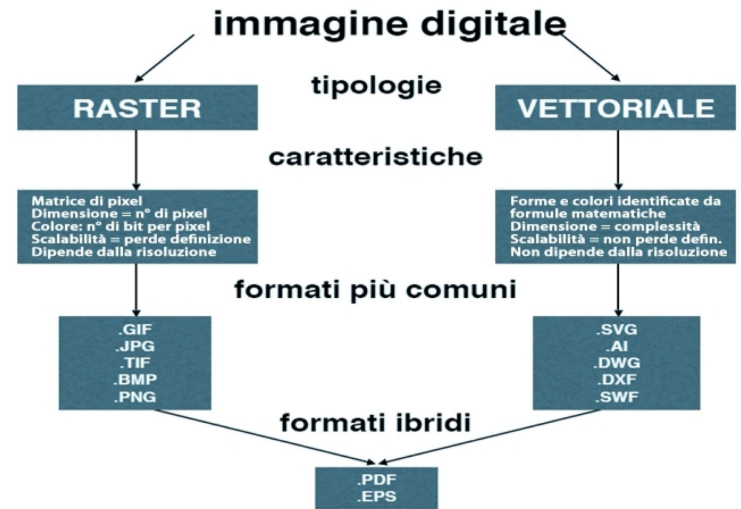 immagine digitale
tipologie
RASTER
VETTORIALE
caratteristiche
Matrice di pixel
Dimensione = n° di pixel
Colore: n° di bit per pixel
Scalabilità = perde definizione
Dipende dalla risoluzione
Forme e colori identificate da
formule matematiche
Dimensione = complessità
Scalabilità = non perde defin.
Non dipende dalla risoluzione
formati più comuni
.GIF
.JPG
.TIF
.BMP
.PNG
.SVG
.AI
.DWG
.DXF
.SWF
formati ibridi
.PDF
.EPS